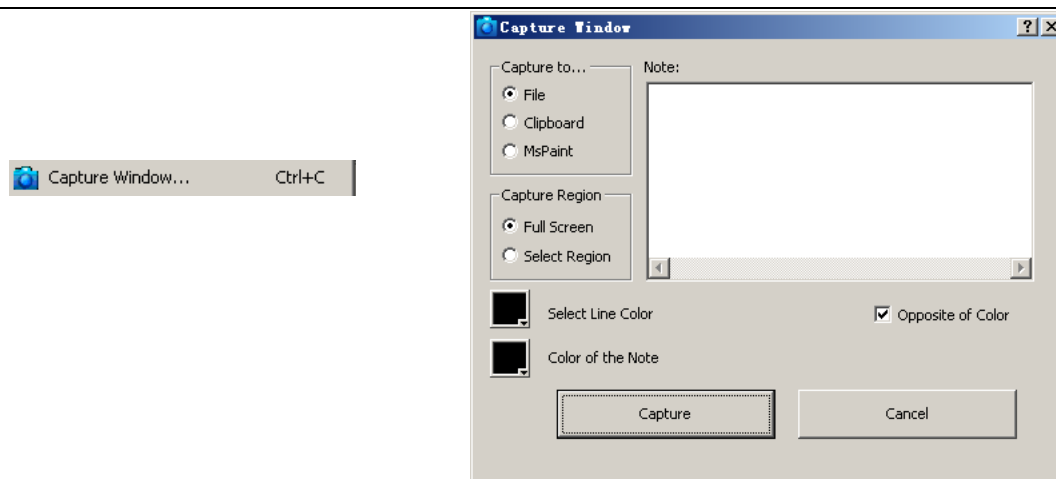 Capture Window... Ctrl+C
Capture Window
Capture to...
File
Clipboard
MsPaint
Note:
Capture Region
Full Screen
Select Region
Select Line Color
Opposite of Color
Color of the Note
Capture
Cancel